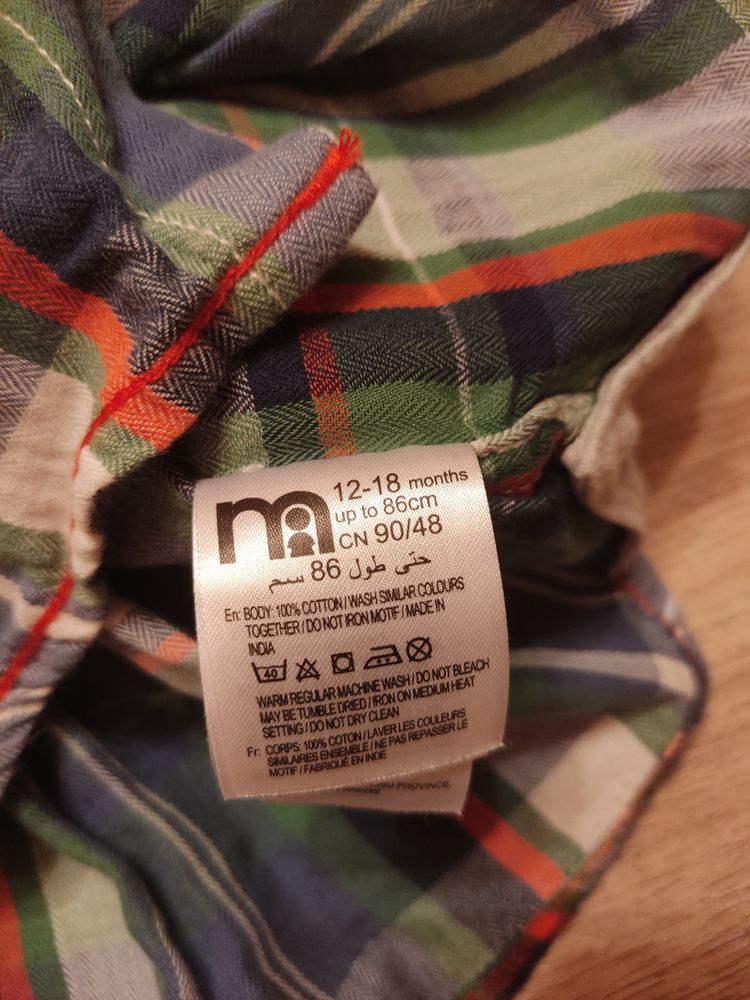 m
12-18 months
up to 86cm
CN 90/48
حتّى طول 86 سم
En: BODY: 100% COTTON / WASH SIMILAR COLOURS
TOGETHER / DO NOT IRON MOTIF / MADE IN
INDIA
40
WARM REGULAR MACHINE WASH / DO NOT BLEACH
MAY BE TUMBLE DRIED / IRON ON MEDIUM HEAT
SETTING / DO NOT DRY CLEAN
Fr: CORPS: 100% COTON / LAVER LES COULEURS
SIMILAIRES ENSEMBLE / NE PAS REPASSER LE
MOTIF / FABRIQUÉ EN INDE
PROVINCE,